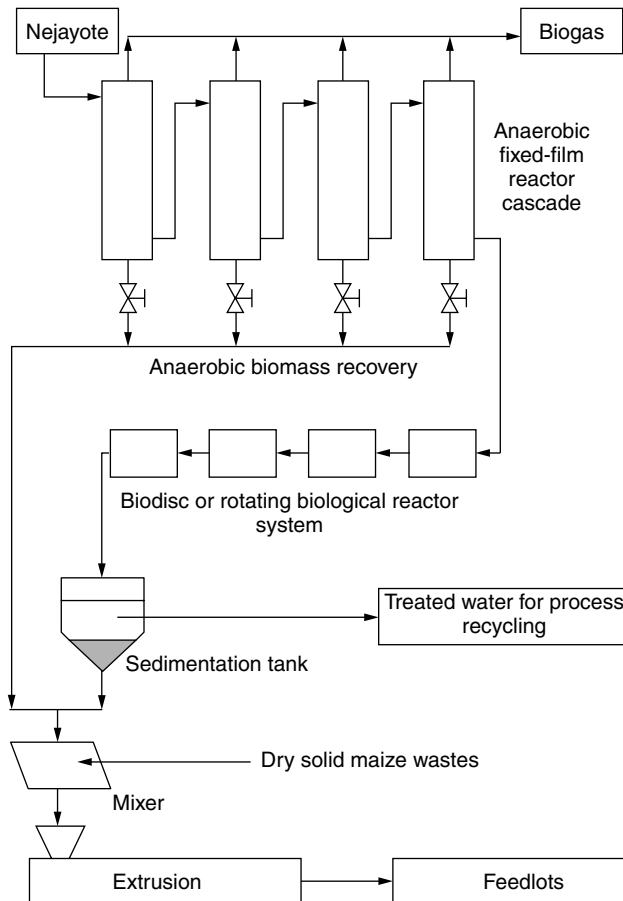 Nejayote
Biogas
Anaerobic
fixed-film
reactor
cascade
Anaerobic biomass recovery
Biodisc or rotating biological reactor
system
Treated water for process
recycling
Sedimentation tank
Dry solid maize wastes
Mixer
Extrusion
Feedlots